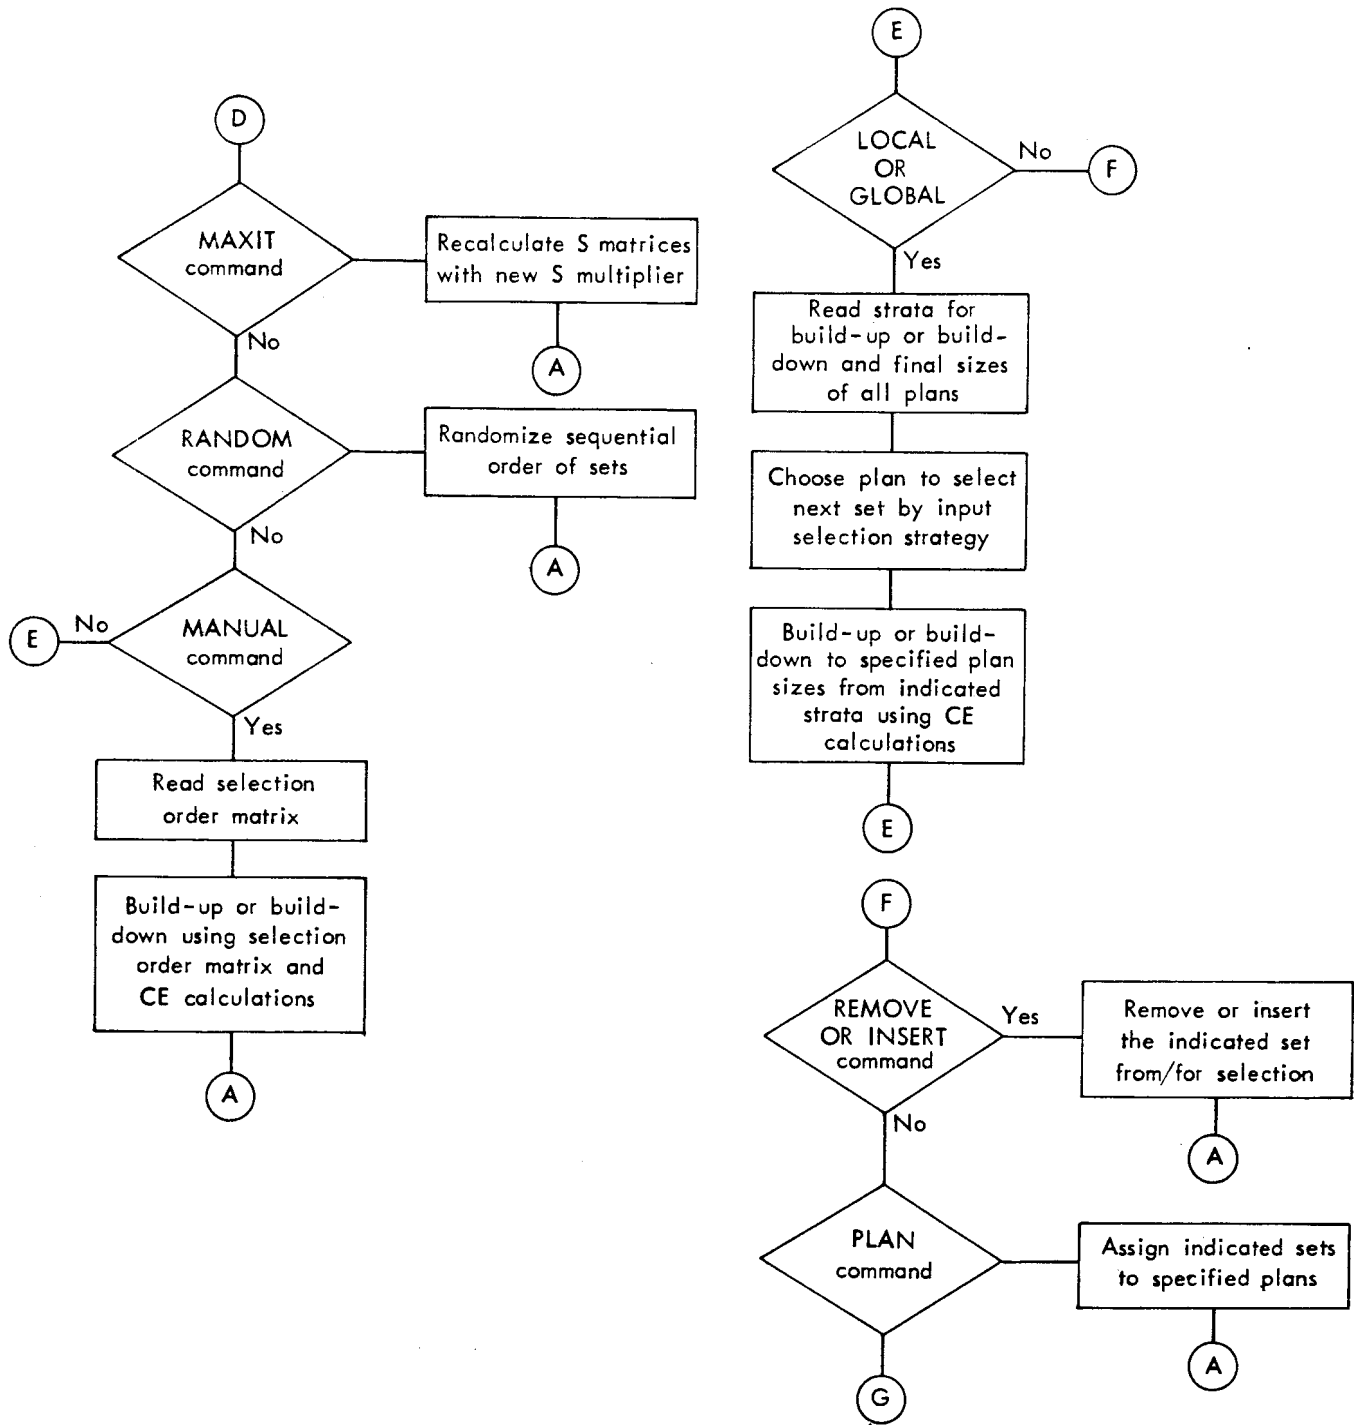 D
MAXIT
command
Recalculate S matrices
with new S multiplier
A
No
RANDOM
command
Randomize sequential
order of sets
A
No
MANUAL
command
No
E
Yes
Read selection
order matrix
Build-up or build-
down using selection
order matrix and
CE calculations
A
E
LOCAL
OR
GLOBAL
No
F
Yes
Read strata for
build-up or build-
down and final sizes
of all plans
Choose plan to select
next set by input
selection strategy
Build-up or build-
down to specified plan
sizes from indicated
strata using CE
calculations
E
F
REMOVE
OR INSERT
command
Yes
Remove or insert
the indicated set
from/for selection
A
No
PLAN
command
Assign indicated sets
to specified plans
A
G